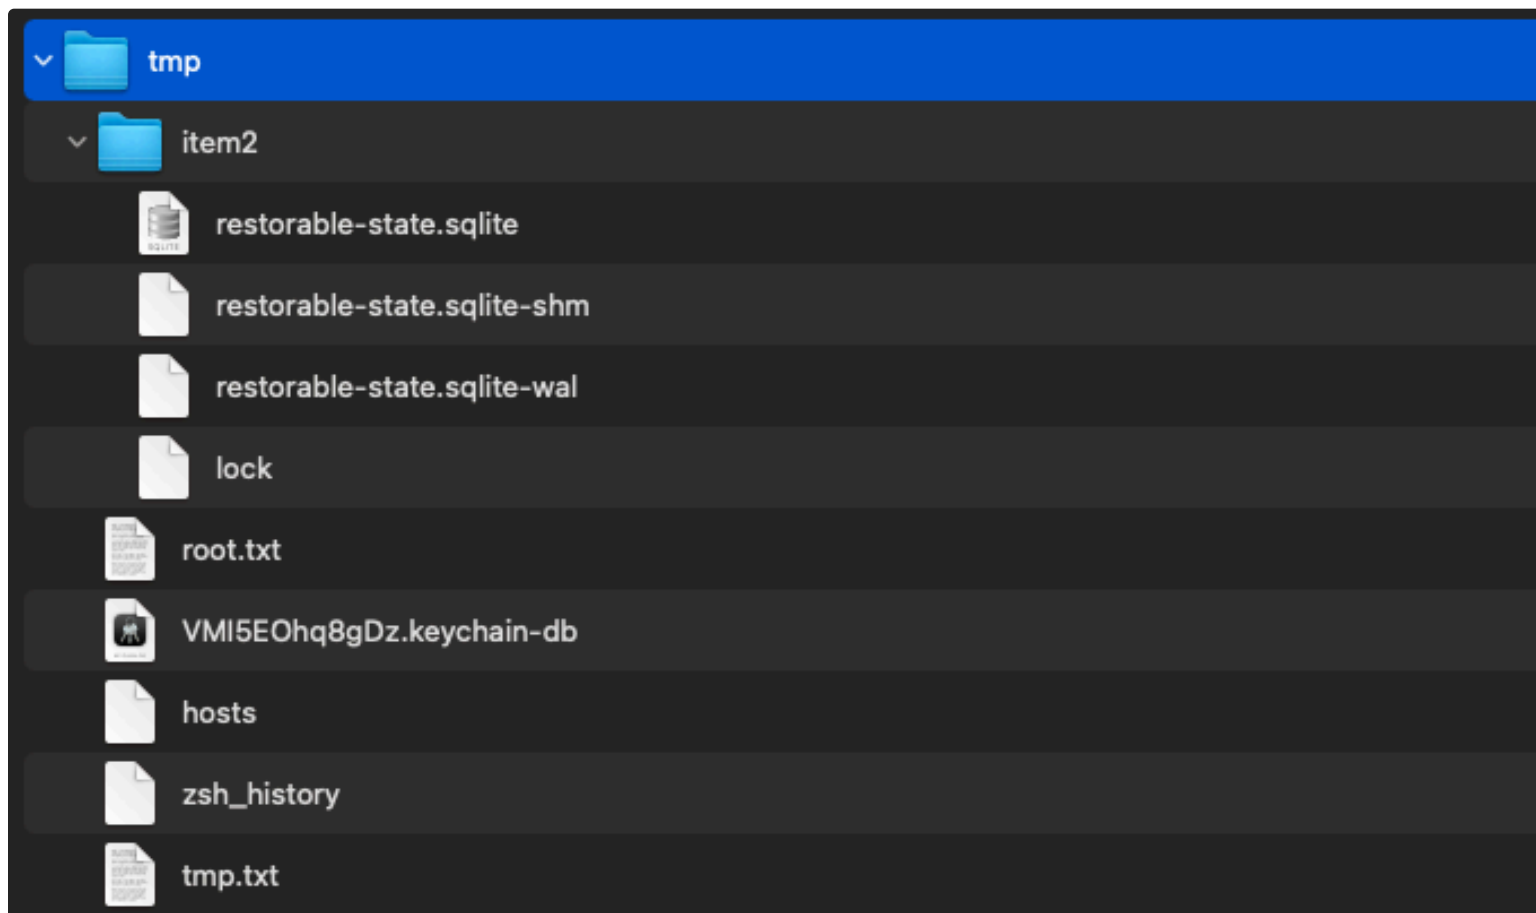 tmp
item2
restorable-state.sqlite
restorable-state.sqlite-shm
restorable-state.sqlite-wal
lock
root.txt
VMI5EOhq8gDz.keychain-db
hosts
zsh_history
tmp.txt